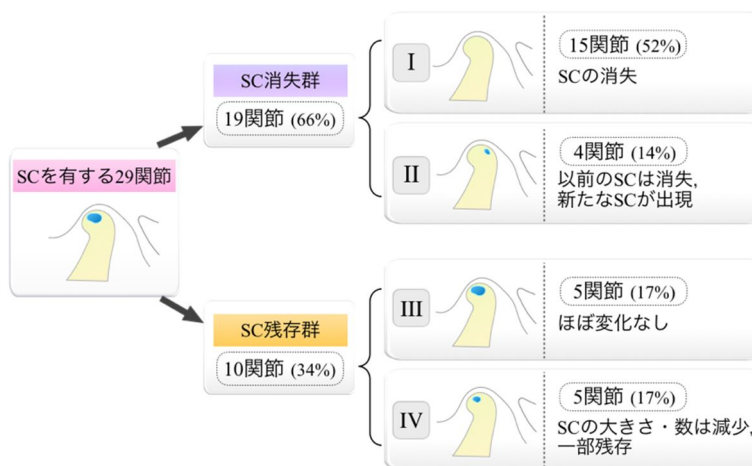 SCを有する29関節
SC消失群
19関節 (66%)
I
15関節 (52%)
SCの消失
II
4関節 (14%)
以前のSCは消失,
新たなSCが出現
SC残存群
10関節 (34%)
III
5関節 (17%)
ほぼ変化なし
IV
5関節 (17%)
SCの大きさ・数は減少,
一部残存